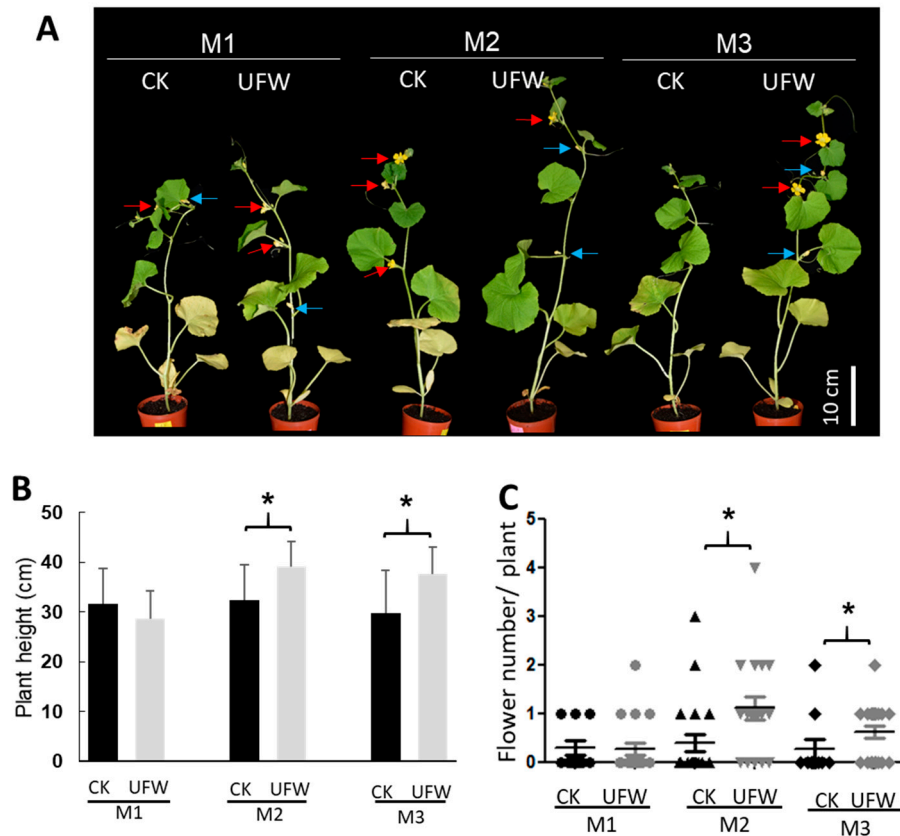 A
M1 M2 M3
CK UFW CK UFW CK UFW
10 cm
B
*
*
Plant height (cm)
60
50
40
30
20
10
0
CK UFW CK UFW CK UFW
M1 M2 M3
C
*
*
Flower number/ plant
5
4
3
2
1
0
CK UFW CK UFW CK UFW
M1 M2 M3